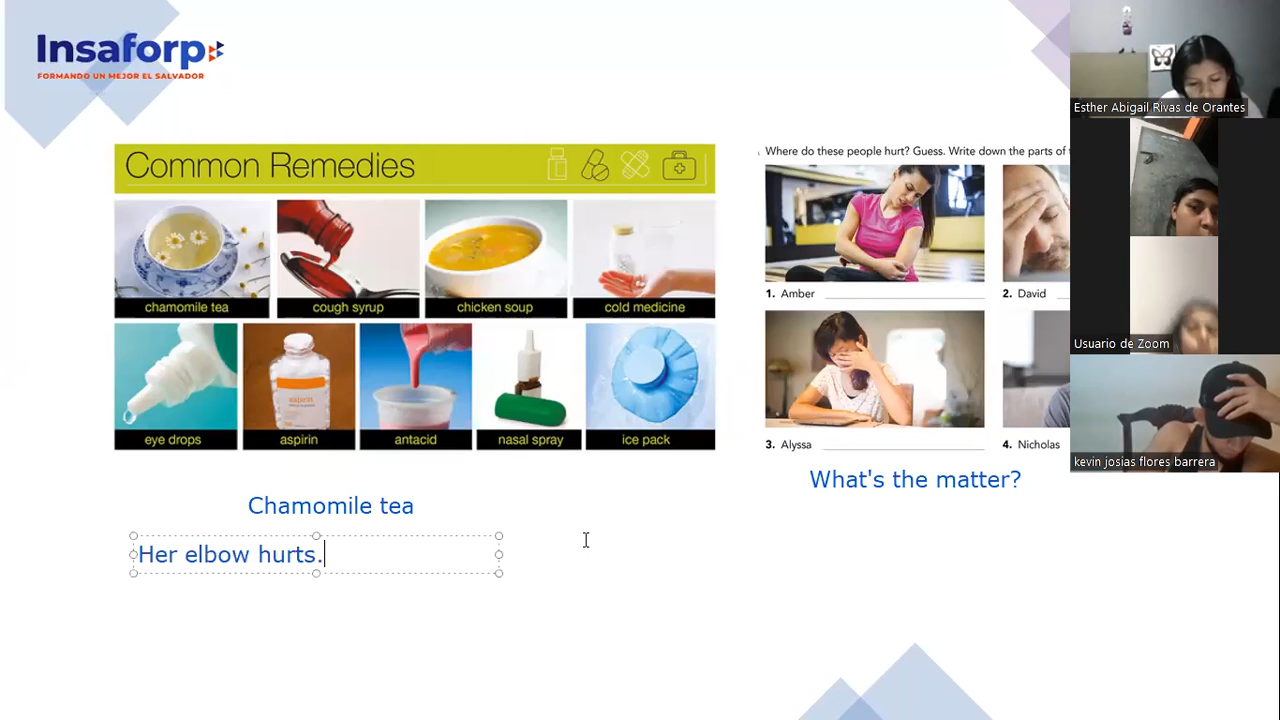 Insaforp
FORMANDO UN MEJOR EL SALVADOR
Common Remedies
chamomile tea
cough syrup
chicken soup
cold medicine
eye drops
aspirin
aspirin
antacid
nasal spray
ice pack
Where do these people hurt? Guess. Write down the parts of
1. Amber
2. David
3. Alyssa
4. Nicholas
What's the matter?
Chamomile tea
Her elbow hurts.
Esther Abigail Rivas de Orantes
Usuario de Zoom
kevin josias flores barrera